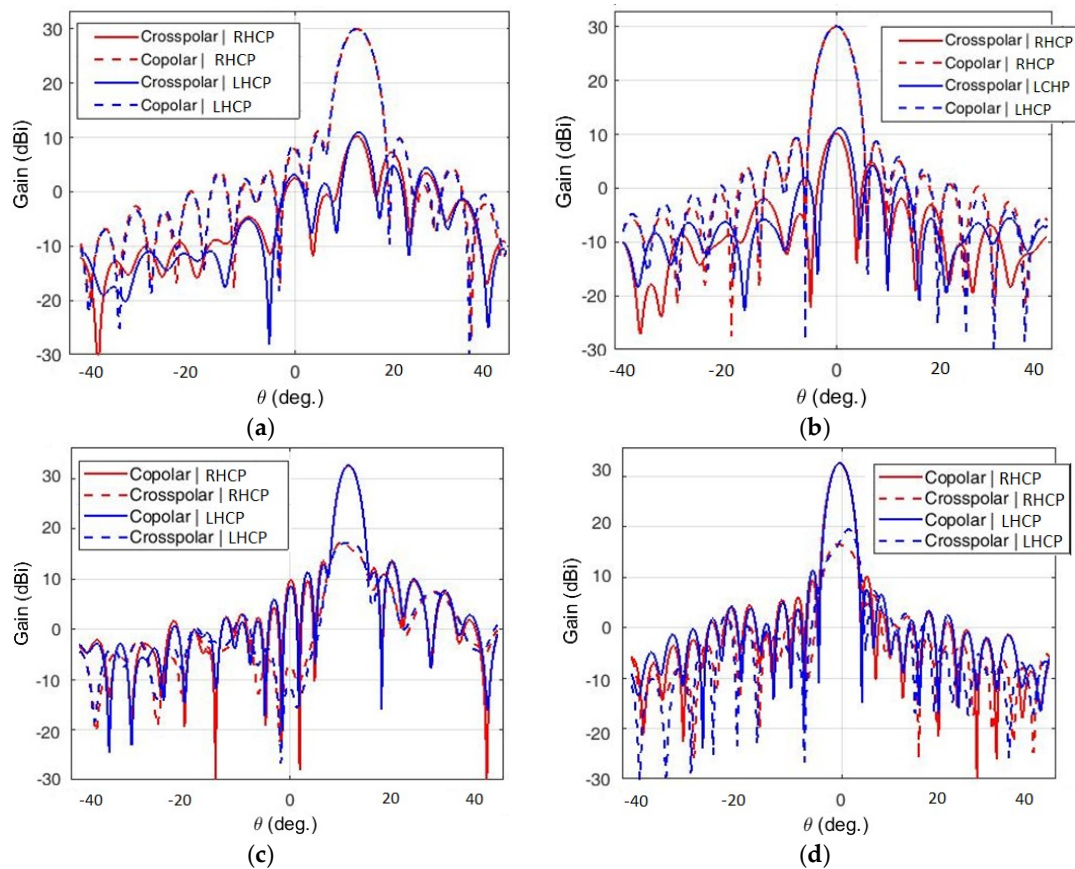 30
20
10
0
-10
-20
-30
Gain (dBi)
Crosspolar | RHCP
Copolar | RHCP
Crosspolar | LHCP
Copolar | LHCP
-40
-20
0
20
40
θ (deg.)
(a)
30
20
10
0
-10
-20
-30
Gain (dBi)
Crosspolar | RHCP
Copolar | RHCP
Crosspolar | LCHP
Copolar | LHCP
-40
-20
0
20
40
θ (deg.)
(b)
30
20
10
0
-10
-20
-30
Gain (dBi)
Copolar | RHCP
Crosspolar | RHCP
Copolar | LHCP
Crosspolar | LHCP
-40
-20
0
20
40
θ (deg.)
(c)
30
20
10
0
-10
-20
-30
Gain (dBi)
Copolar | RHCP
Crosspolar | RHCP
Copolar | LHCP
Crosspolar | LHCP
-40
-20
0
20
40
θ (deg.)
(d)